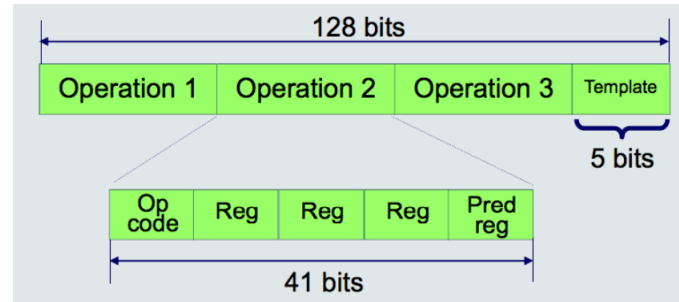 128 bits
Operation 1 Operation 2 Operation 3 Template
5 bits
Op Reg Reg Reg Pred
code reg
41 bits